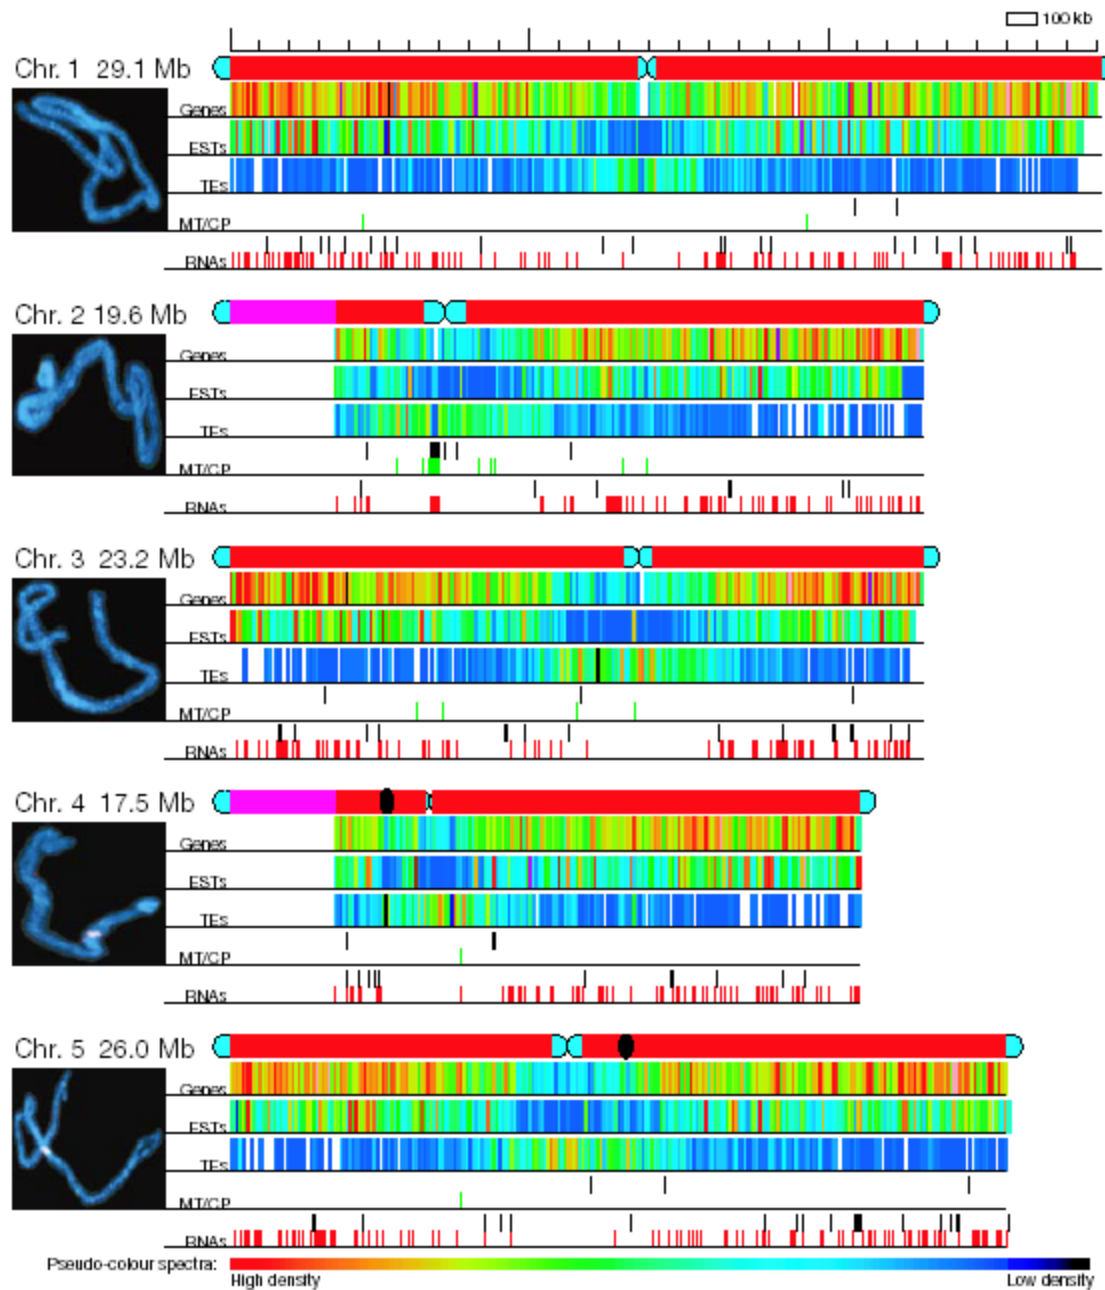 100 kb
Chr. 1 29.1 Mb
Genes
ESTs
TEs
MT/CP
RNAs
Chr. 2 19.6 Mb
Genes
ESTs
TEs
MT/CP
RNAs
Chr. 3 23.2 Mb
Genes
ESTs
TEs
MT/CP
RNAs
Chr. 4 17.5 Mb
Genes
ESTs
TEs
MT/CP
RNAs
Chr. 5 26.0 Mb
Genes
ESTs
TEs
MT/CP
RNAs
Pseudo-colour spectra:
High density Low density